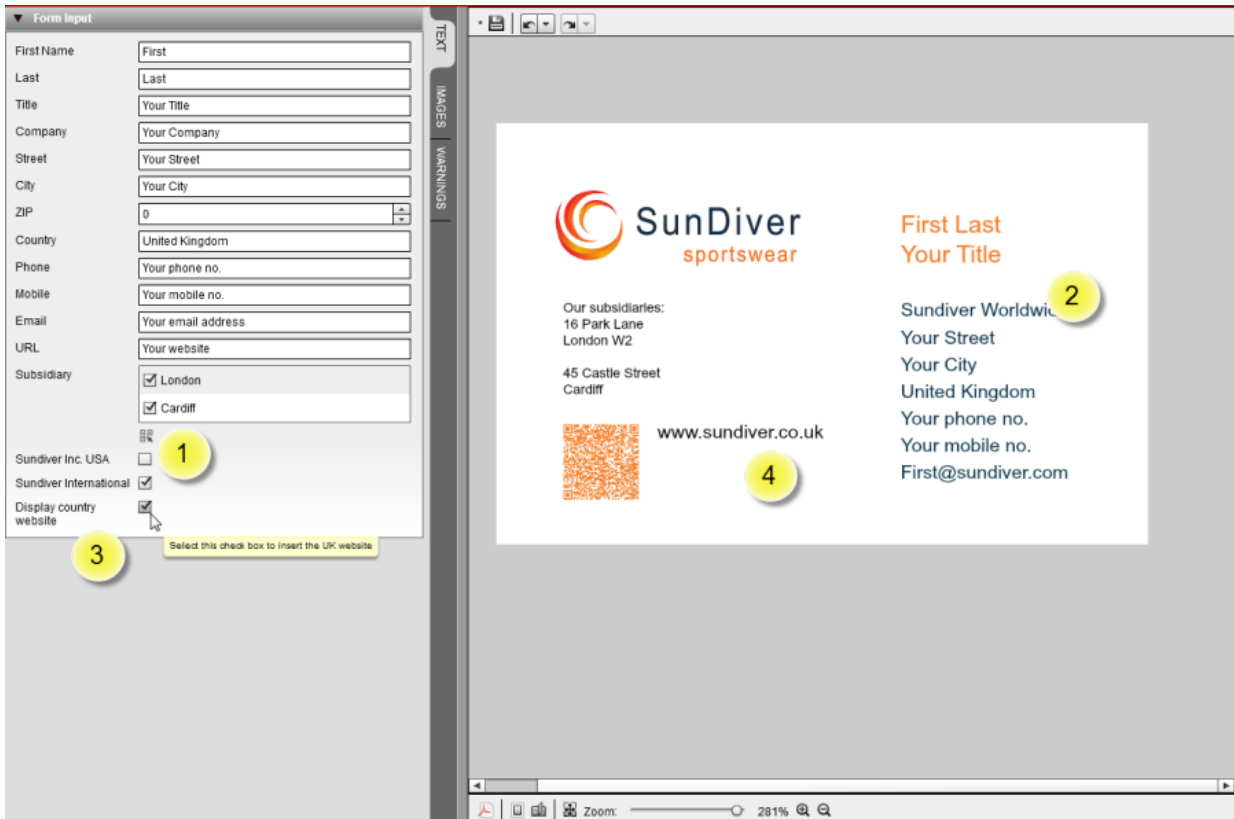 Form Input
First Name First
Last Last
Title Your Title
Company Your Company
Street Your Street
City Your City
ZIP 0
Country United Kingdom
Phone Your phone no.
Mobile Your mobile no.
Email Your email address
URL Your website
Subsidiary London
Cardiff
1
Sundiver Inc. USA
Sundiver International
Display country
website
Select this check box to insert the UK website
3
TEXT
IMAGES
WARNINGS
SunDiver
sportswear
Our subsidiaries:
16 Park Lane
London W2
45 Castle Street
Cardiff
www.sundiver.co.uk
4
First Last
Your Title
2
Sundiver
Your Street
Your City
United Kingdom
Your phone no.
Your mobile no.
First@sundiver.com
Zoom: 281%